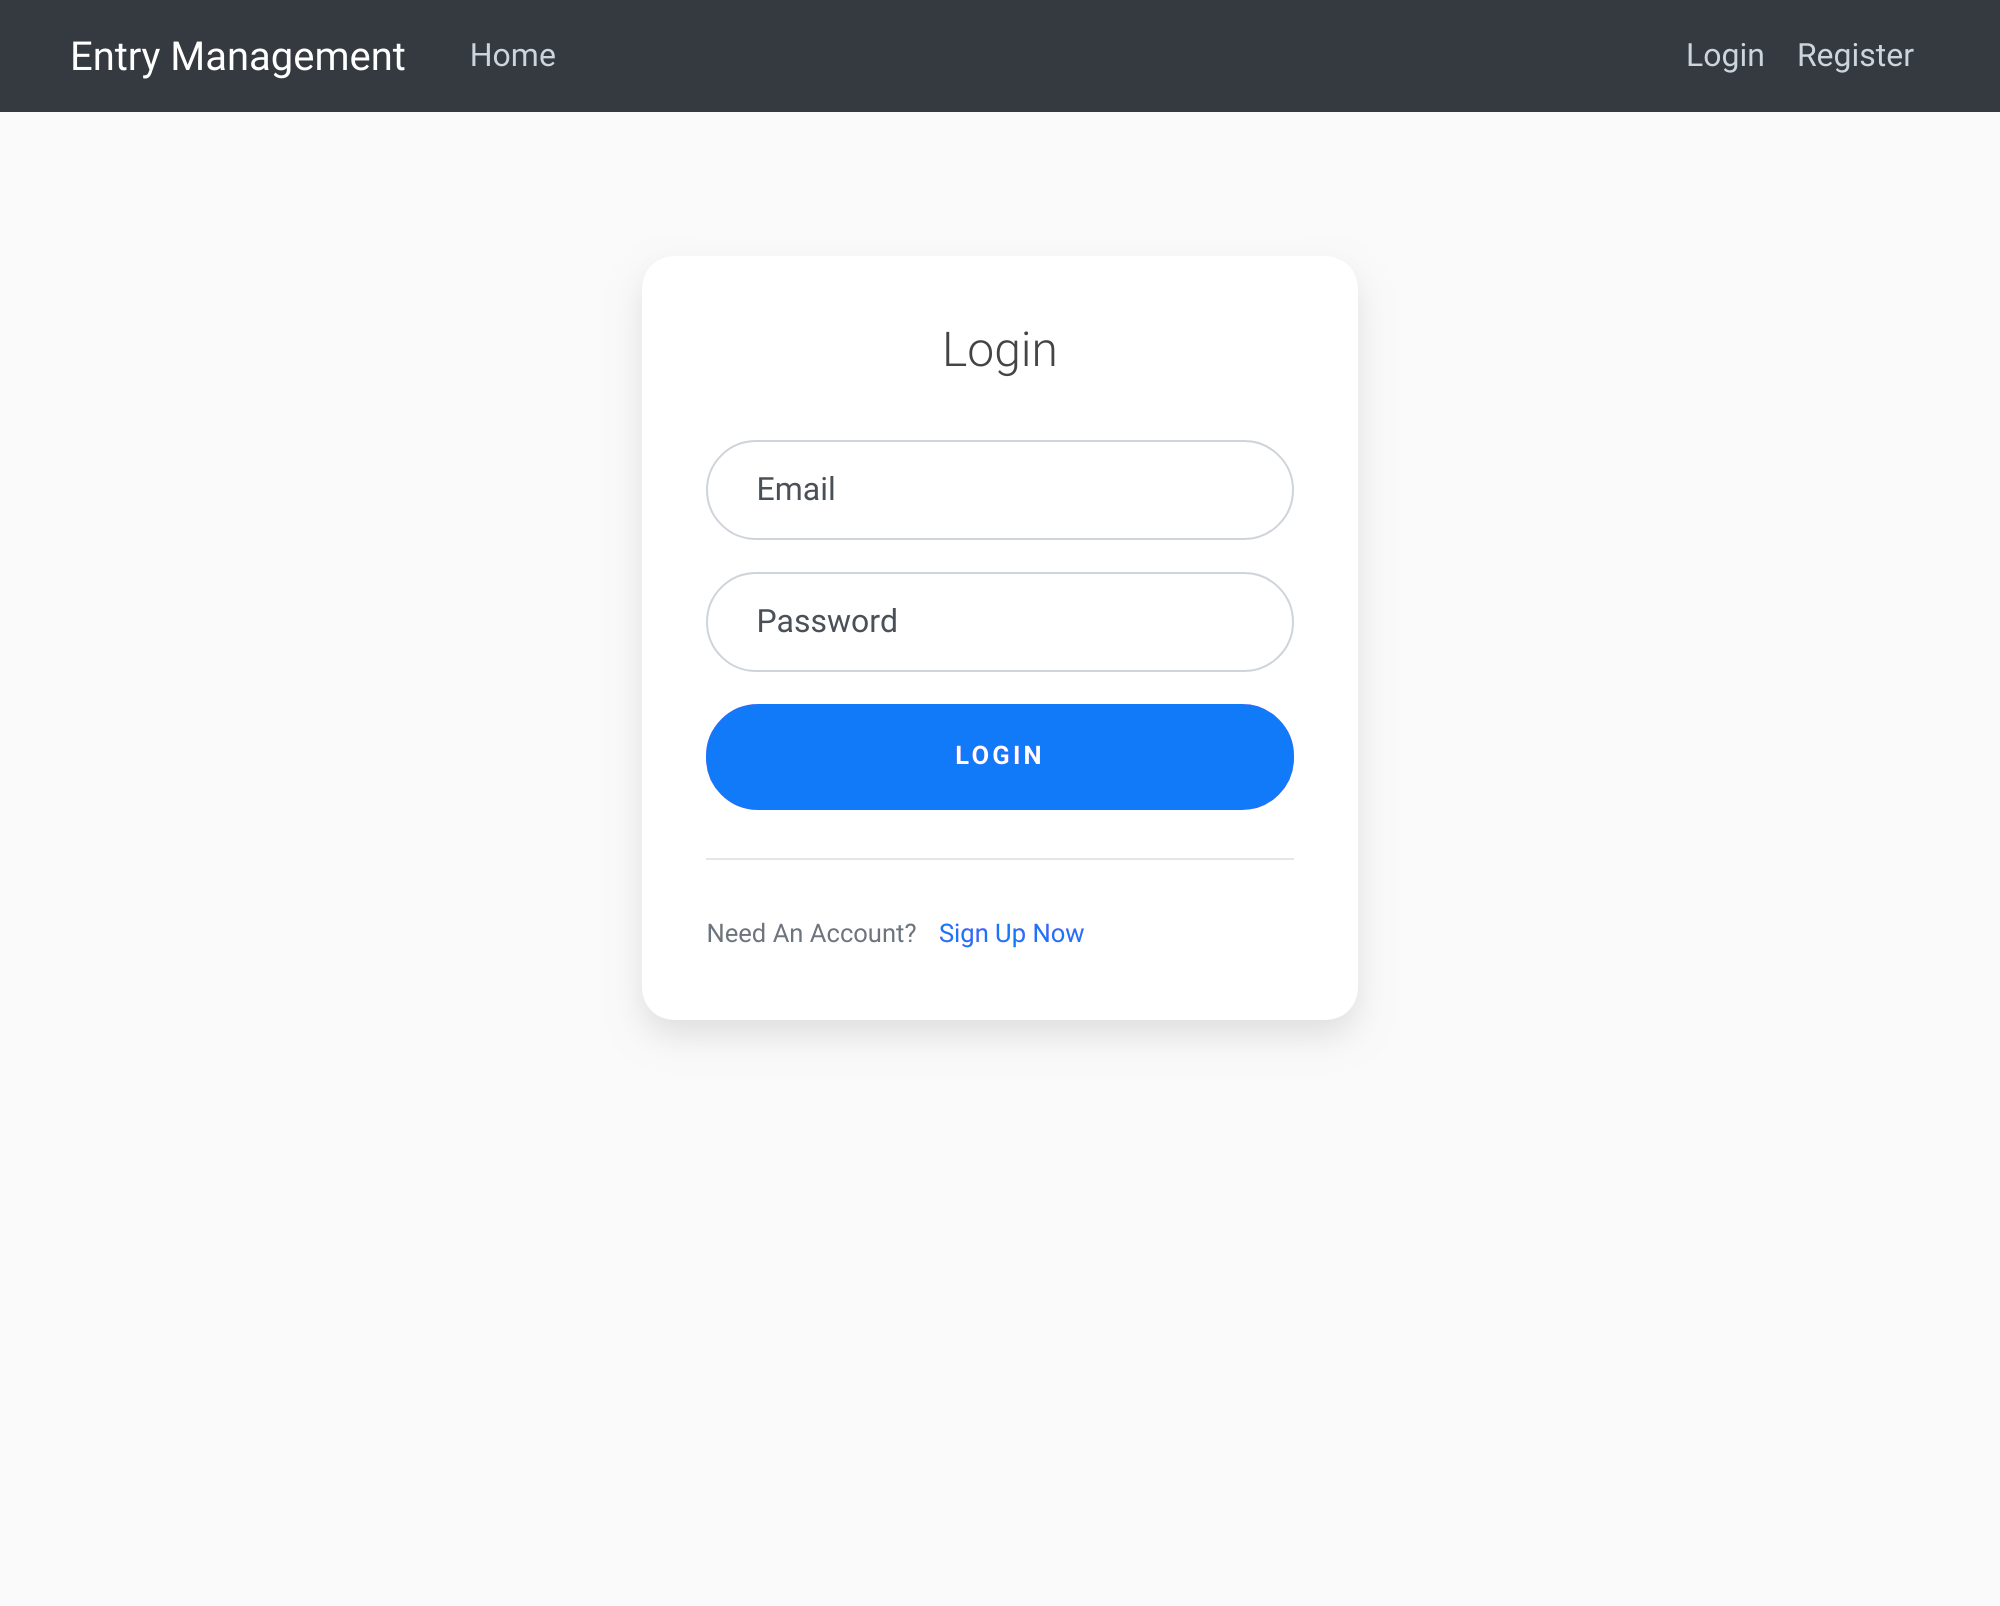 Entry Management Home Login Register
Login
Email
Password
LOGIN
Need An Account? Sign Up Now